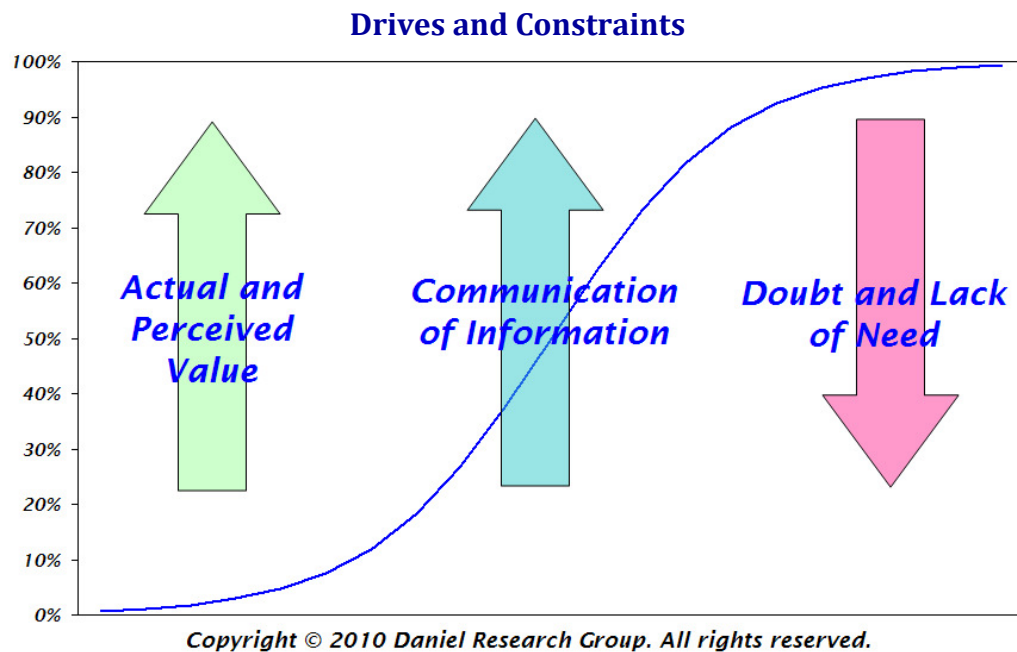 Drives and Constraints
100%
90%
80%
70%
60%
50%
40%
30%
20%
10%
0%
Actual and
Perceived
Value
Communication
of Information
Doubt and Lack
of Need
Copyright © 2010 Daniel Research Group. All rights reserved.